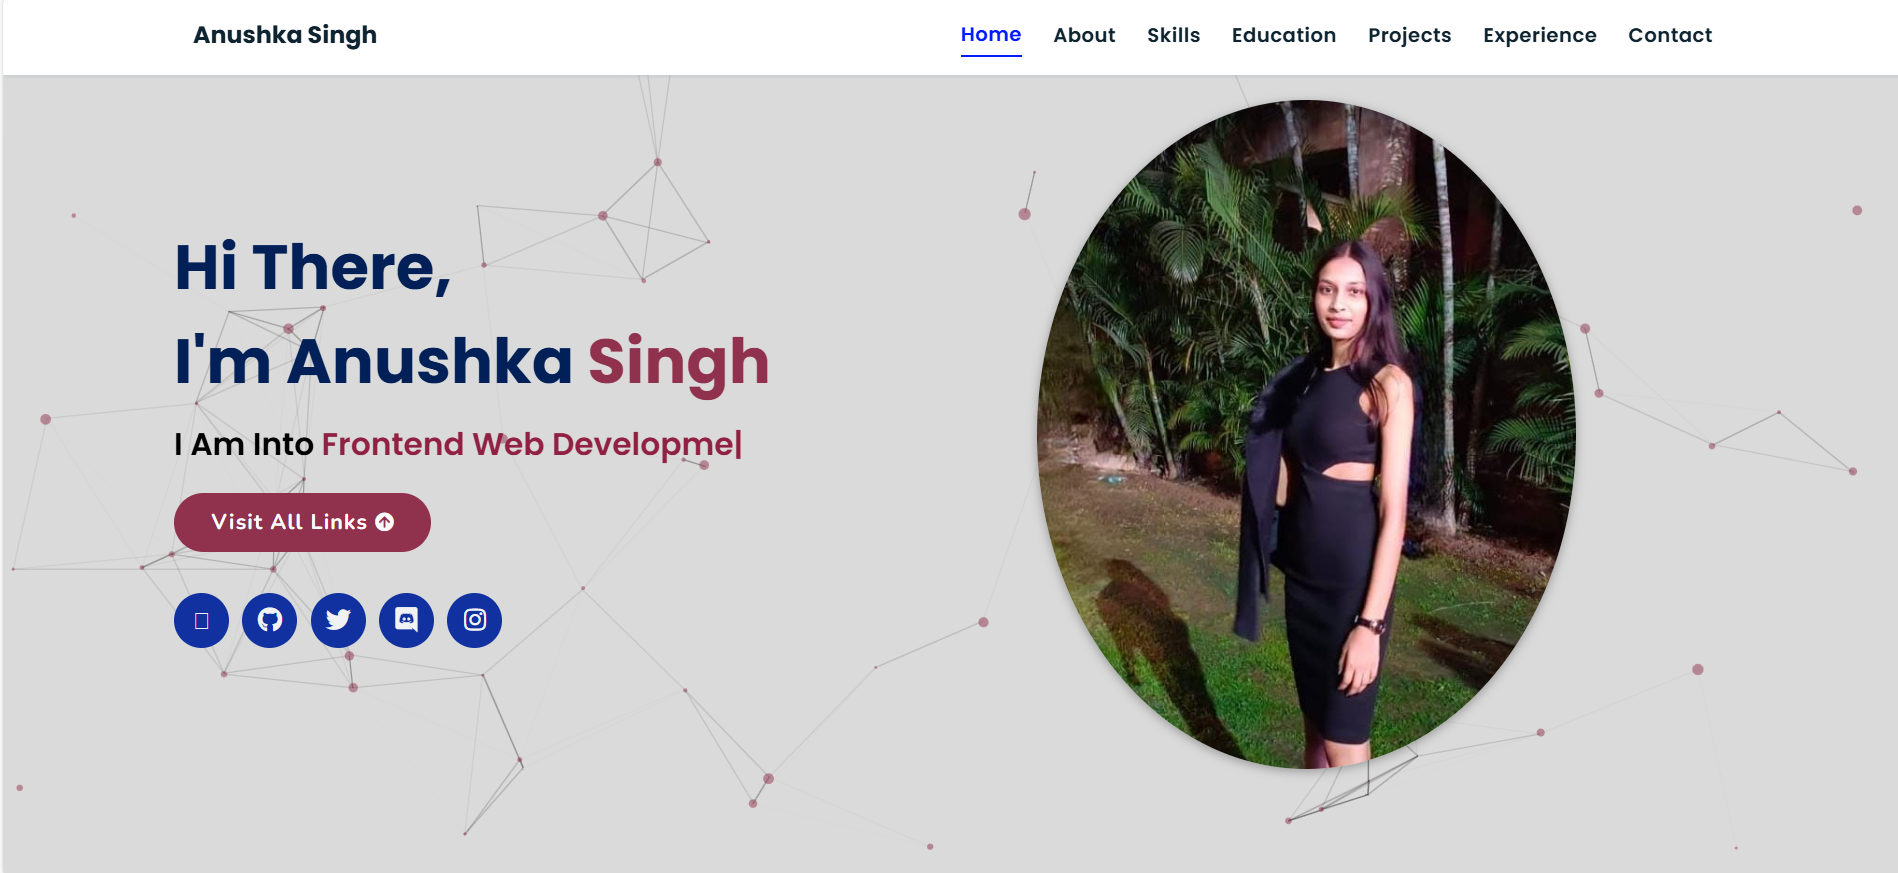 Anushka Singh
Home About Skills Education Projects Experience Contact
Hi There,
I'm Anushka Singh
I Am Into Frontend Web Developme|
Visit All Links